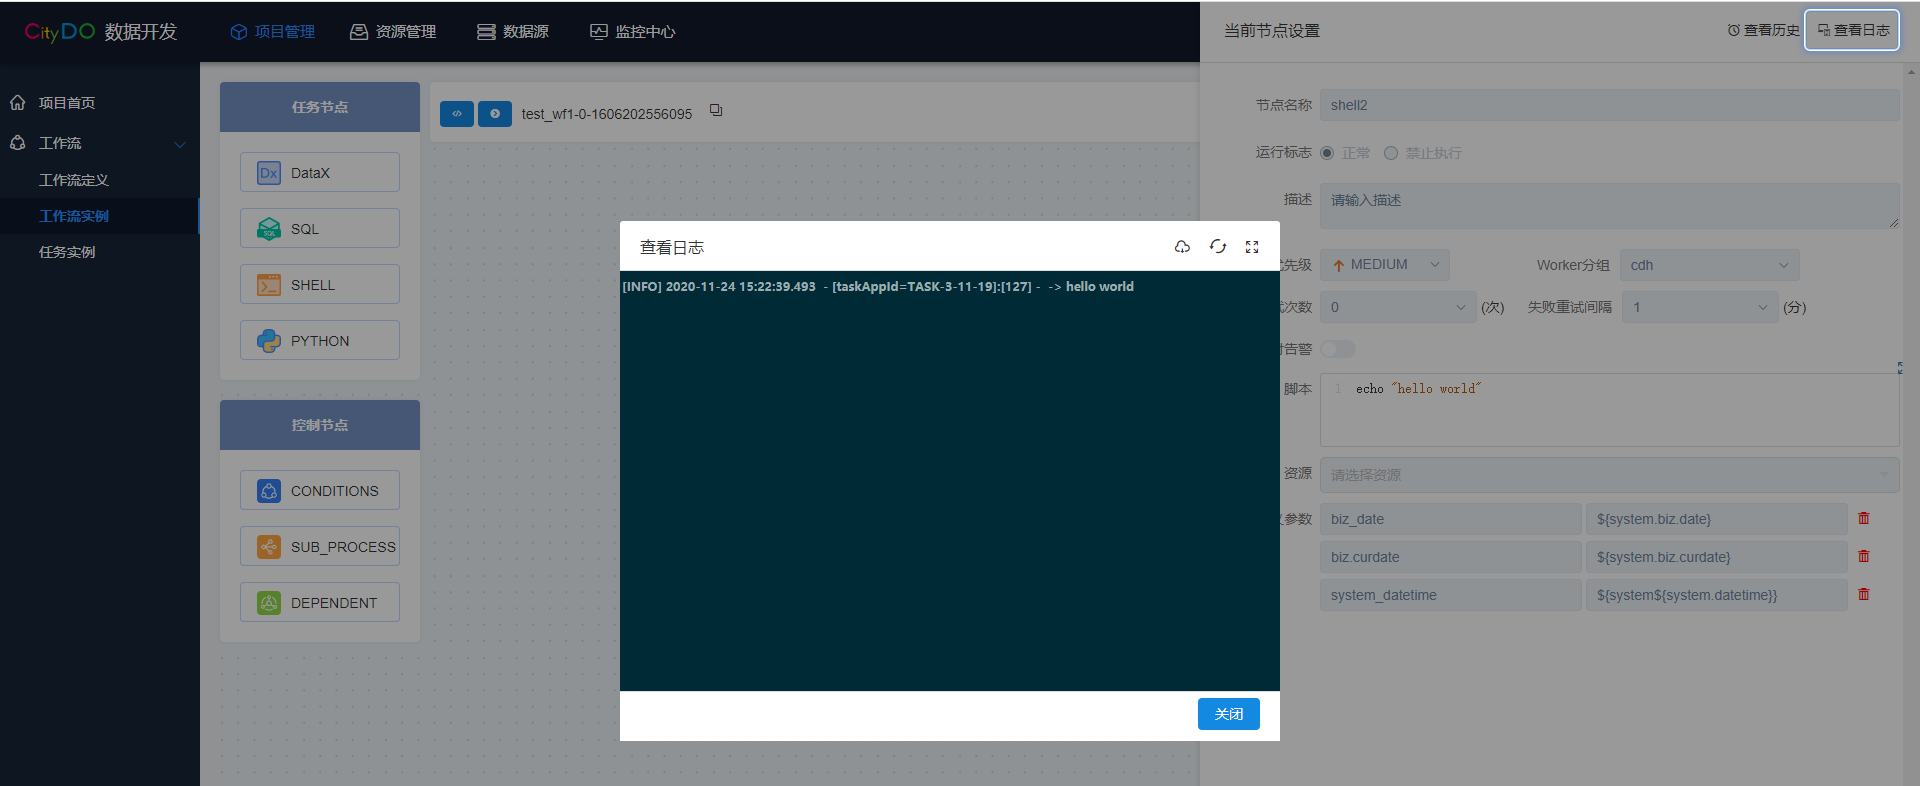 CityDO 数据开发
项目管理
资源管理
数据源
监控中心
当前节点设置
查看历史
查看日志
项目首页
工作流
工作流定义
工作流实例
任务实例
任务节点
DataX
SQL
SHELL
PYTHON
控制节点
CONDITIONS
SUB_PROCESS
DEPENDENT
test_wf1-0-1606202556095
查看日志
[INFO] 2020-11-24 15:22:39.493 - [taskAppId=TASK-3-11-19]:[127] - -> hello world
关闭
节点名称 shell2
运行标志 正常 禁止执行
描述 请输入描述
先级 MEDIUM Worker分组 cdh
次数 0 (次) 失败重试间隔 1 (分)
告警
脚本 1 echo "hello world"
资源 请选择资源
参数 biz_date ${system.biz.date}
biz.curdate ${system.biz.curdate}
system_datetime ${system${system.datetime}}